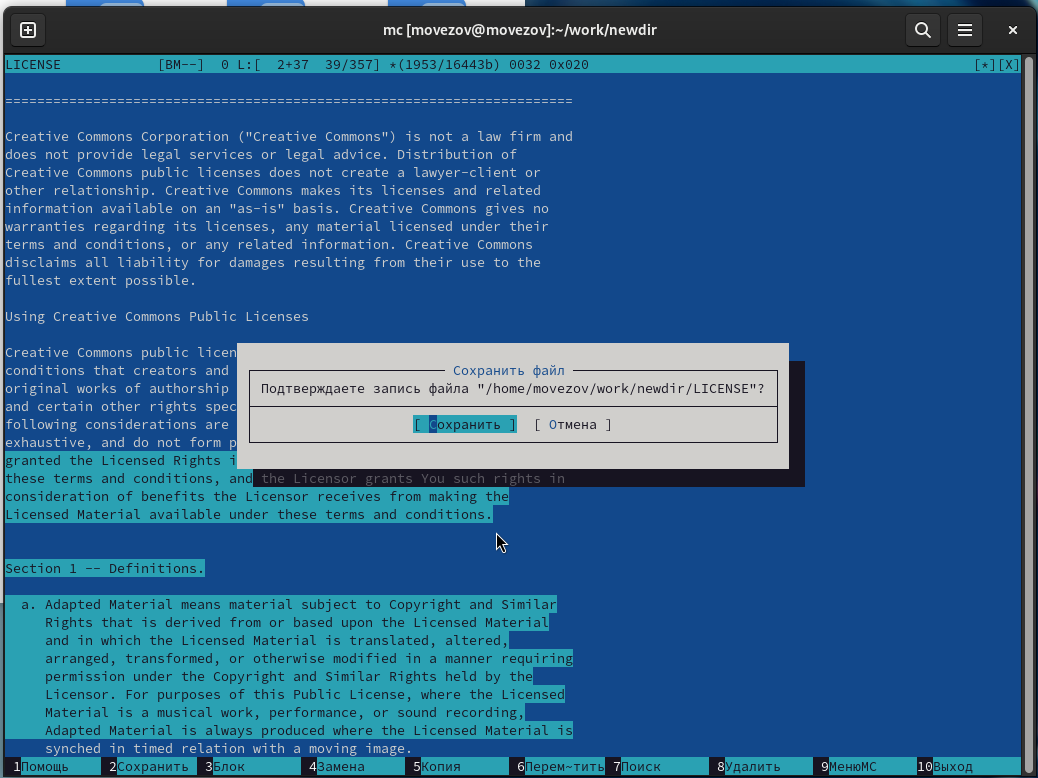 mc [movezov@movezov]:~/work/newdir
LICENSE            [BM--]  0 L:[  2+37  39/357] *(1953/16443b) 0032 0x020 [*][X]
=======================================================================
Creative Commons Corporation ("Creative Commons") is not a law firm and
does not provide legal services or legal advice. Distribution of
Creative Commons public licenses does not create a lawyer-client or
other relationship. Creative Commons makes its licenses and related
information available on an "as-is" basis. Creative Commons gives no
warranties regarding its licenses, any material licensed under their
terms and conditions, or any related information. Creative Commons
disclaims all liability for damages resulting from their use to the
fullest extent possible.
Using Creative Commons Public Licenses
Creative Commons public licen
conditions that creators and
original works of authorship
and certain other rights spec
following considerations are
exhaustive, and do not form p
Сохранить файл
Подтверждаете запись файла "/home/movezov/work/newdir/LICENSE"?
[ Сохранить ]  [ Отмена ]
granted the Licensed Rights i
these terms and conditions, and the Licensor grants You such rights in
consideration of benefits the Licensor receives from making the
Licensed Material available under these terms and conditions.
Section 1 -- Definitions.
a. Adapted Material means material subject to Copyright and Similar
Rights that is derived from or based upon the Licensed Material
and in which the Licensed Material is translated, altered,
arranged, transformed, or otherwise modified in a manner requiring
permission under the Copyright and Similar Rights held by the
Licensor. For purposes of this Public License, where the Licensed
Material is a musical work, performance, or sound recording,
Adapted Material is always produced where the Licensed Material is
synched in timed relation with a moving image.
1Помощь 2Сохранить 3Блок 4Замена 5Копия 6Перем~тить 7Поиск 8Удалить 9МенюМС 10Выход